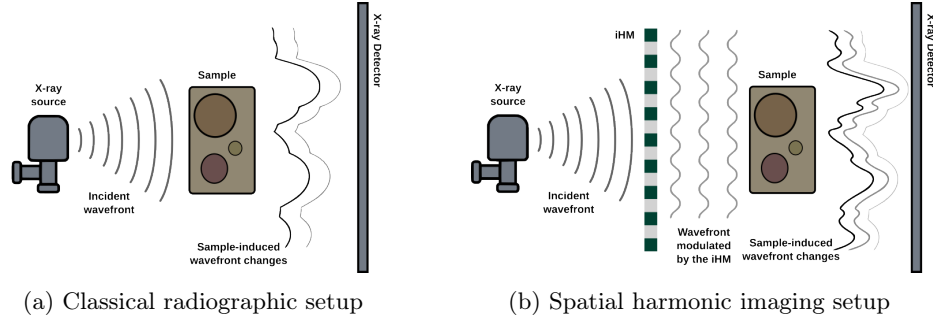 X-ray
source
Incident
wavefront
Sample
Sample-induced
wavefront changes
X-ray Detector
(a) Classical radiographic setup
X-ray
source
Incident
wavefront
iHM
Wavefront
modulated
by the iHM
Sample
Sample-induced
wavefront changes
X-ray Detector
(b) Spatial harmonic imaging setup